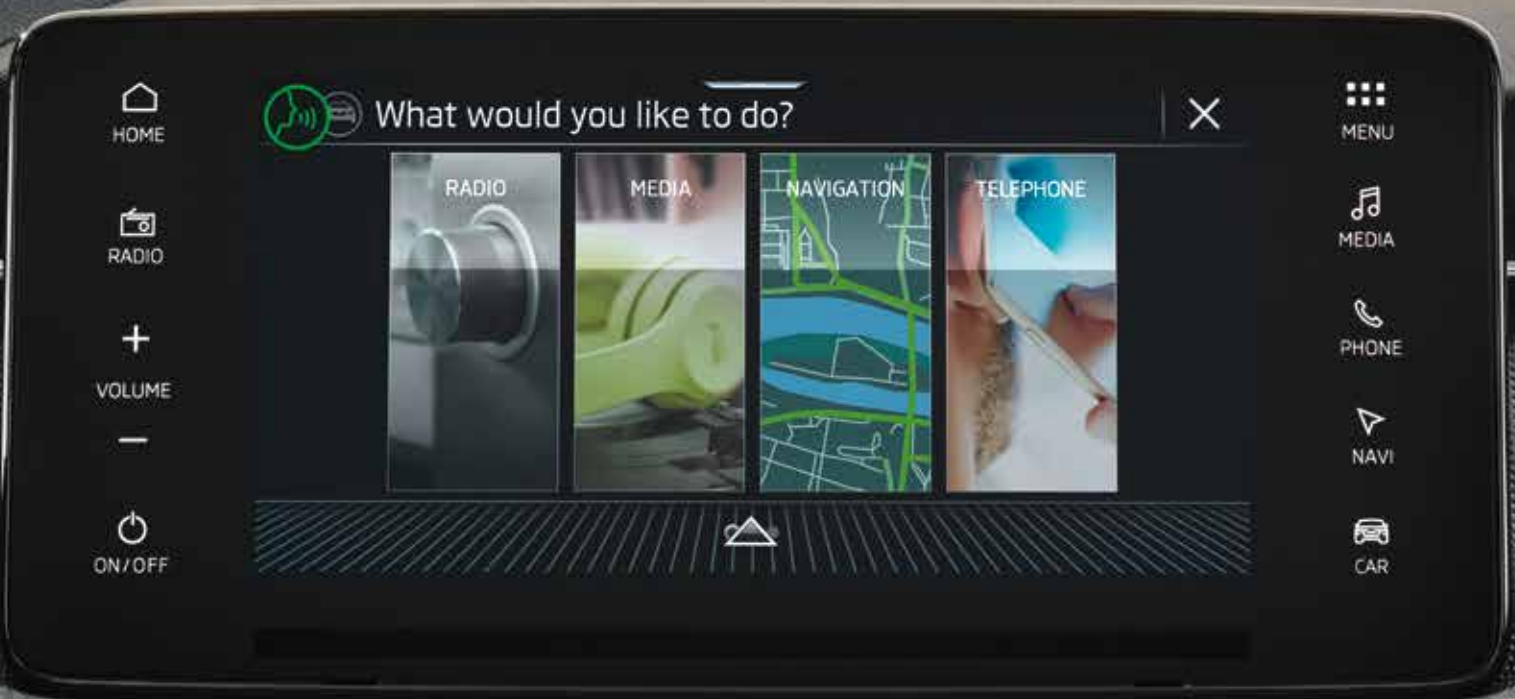 HOME
RADIO
VOLUME
ON/OFF
What would you like to do?
RADIO
MEDIA
NAVIGATION
TELEPHONE
MENU
MEDIA
PHONE
NAVI
CAR